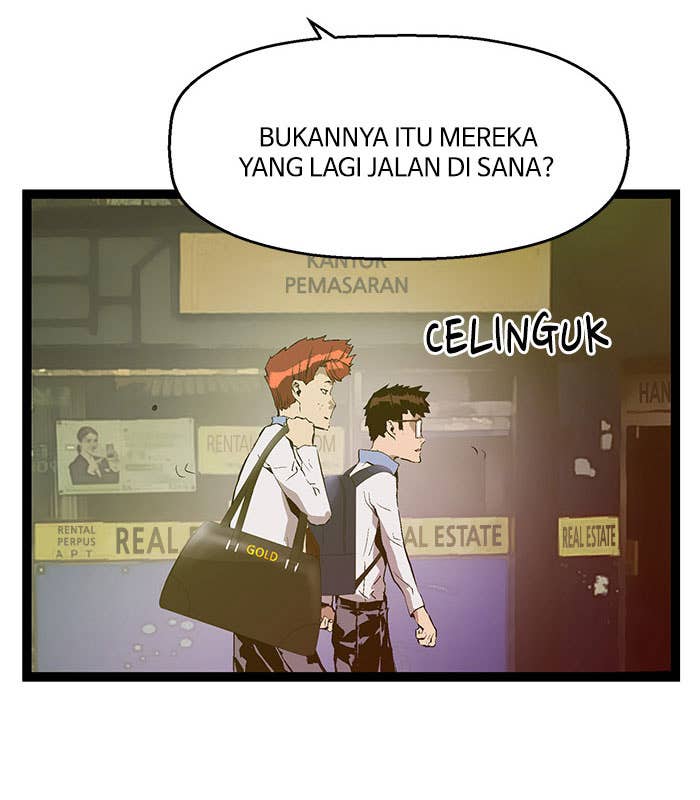 BUKANNYA ITU MEREKA
YANG LAGI JALAN DI SANA?
KANTOR
PEMASARAN
CELINGUK
HAN
RENTAL
OM
RENTAL
PERPUS
APT
REAL E
AL ESTATE
REAL ESTATE
GOLD